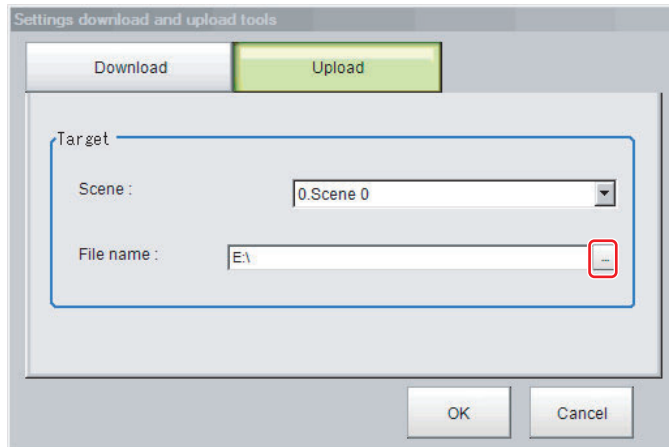 Settings download and upload tools
Download Upload
Target
Scene : 0.Scene 0
File name : E:\ ...
OK Cancel